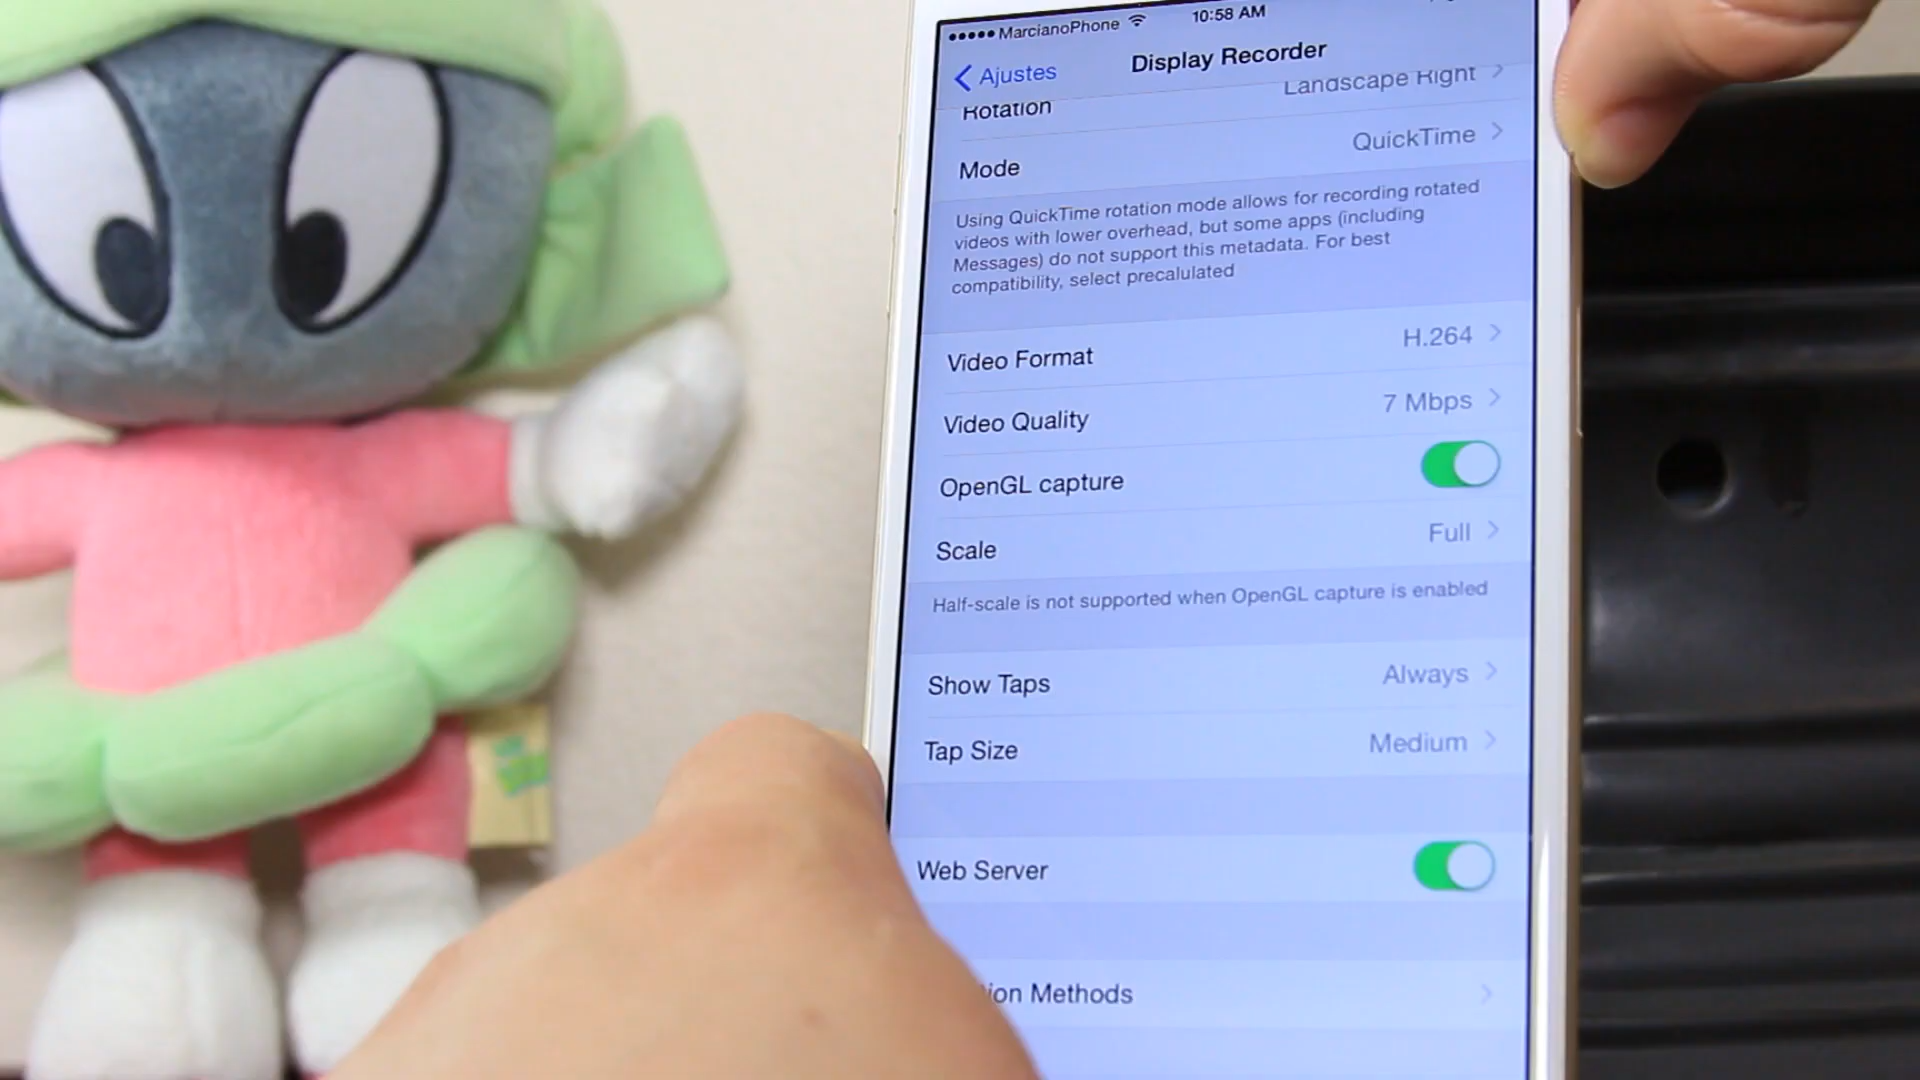 MarcianoPhone 10:58 AM
Ajustes Display Recorder
Rotation Landscape Right
Mode QuickTime
Using QuickTime rotation mode allows for recording rotated
videos with lower overhead, but some apps (including
Messages) do not support this metadata. For best
compatibility, select precalulated
Video Format H.264
Video Quality 7 Mbps
OpenGL capture
Scale Full
Half-scale is not supported when OpenGL capture is enabled
Show Taps Always
Tap Size Medium
Web Server
ion Methods